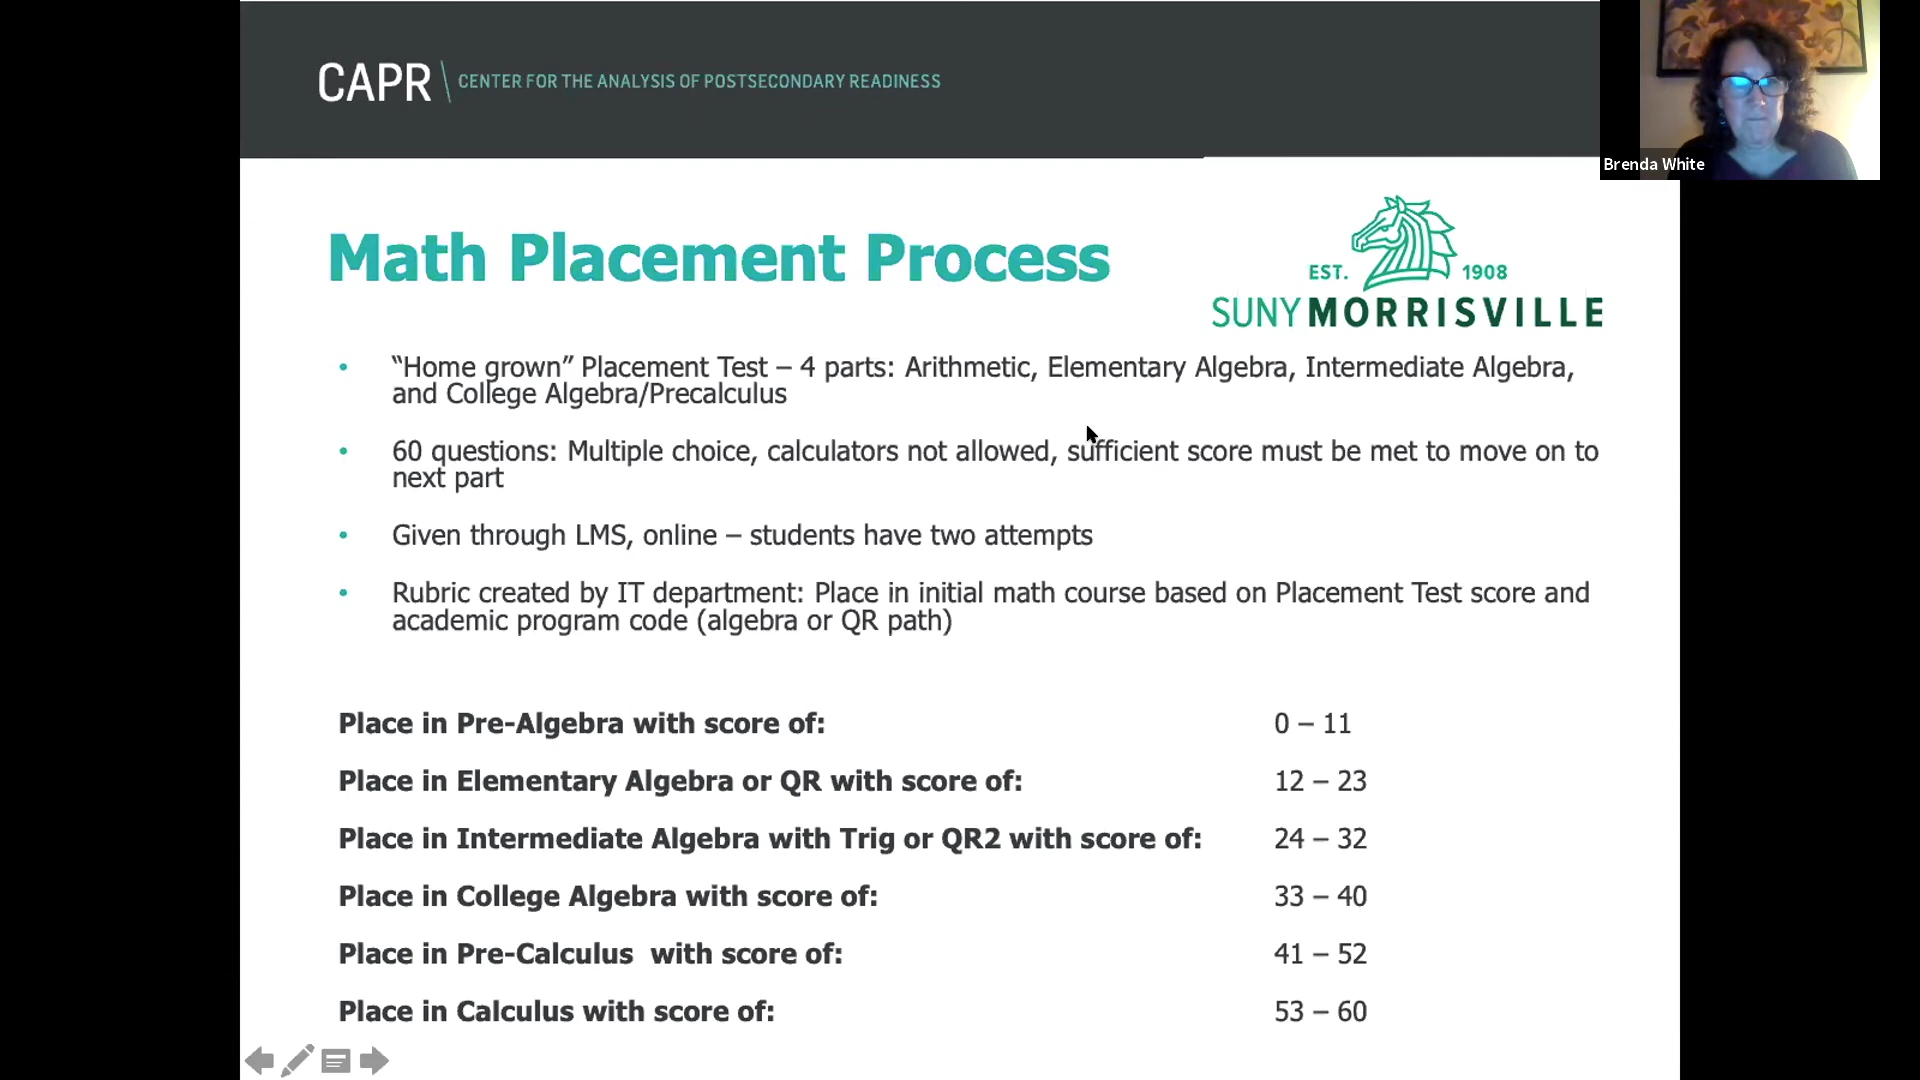 CAPR CENTER FOR THE ANALYSIS OF POSTSECONDARY READINESS
Brenda White
Math Placement Process
EST. 1908
SUNY MORRISVILLE
• “Home grown” Placement Test – 4 parts: Arithmetic, Elementary Algebra, Intermediate Algebra,
and College Algebra/Precalculus
• 60 questions: Multiple choice, calculators not allowed, sufficient score must be met to move on to
next part
• Given through LMS, online – students have two attempts
• Rubric created by IT department: Place in initial math course based on Placement Test score and
academic program code (algebra or QR path)
Place in Pre-Algebra with score of: 0 – 11
Place in Elementary Algebra or QR with score of: 12 – 23
Place in Intermediate Algebra with Trig or QR2 with score of: 24 – 32
Place in College Algebra with score of: 33 – 40
Place in Pre-Calculus  with score of: 41 – 52
Place in Calculus with score of: 53 – 60